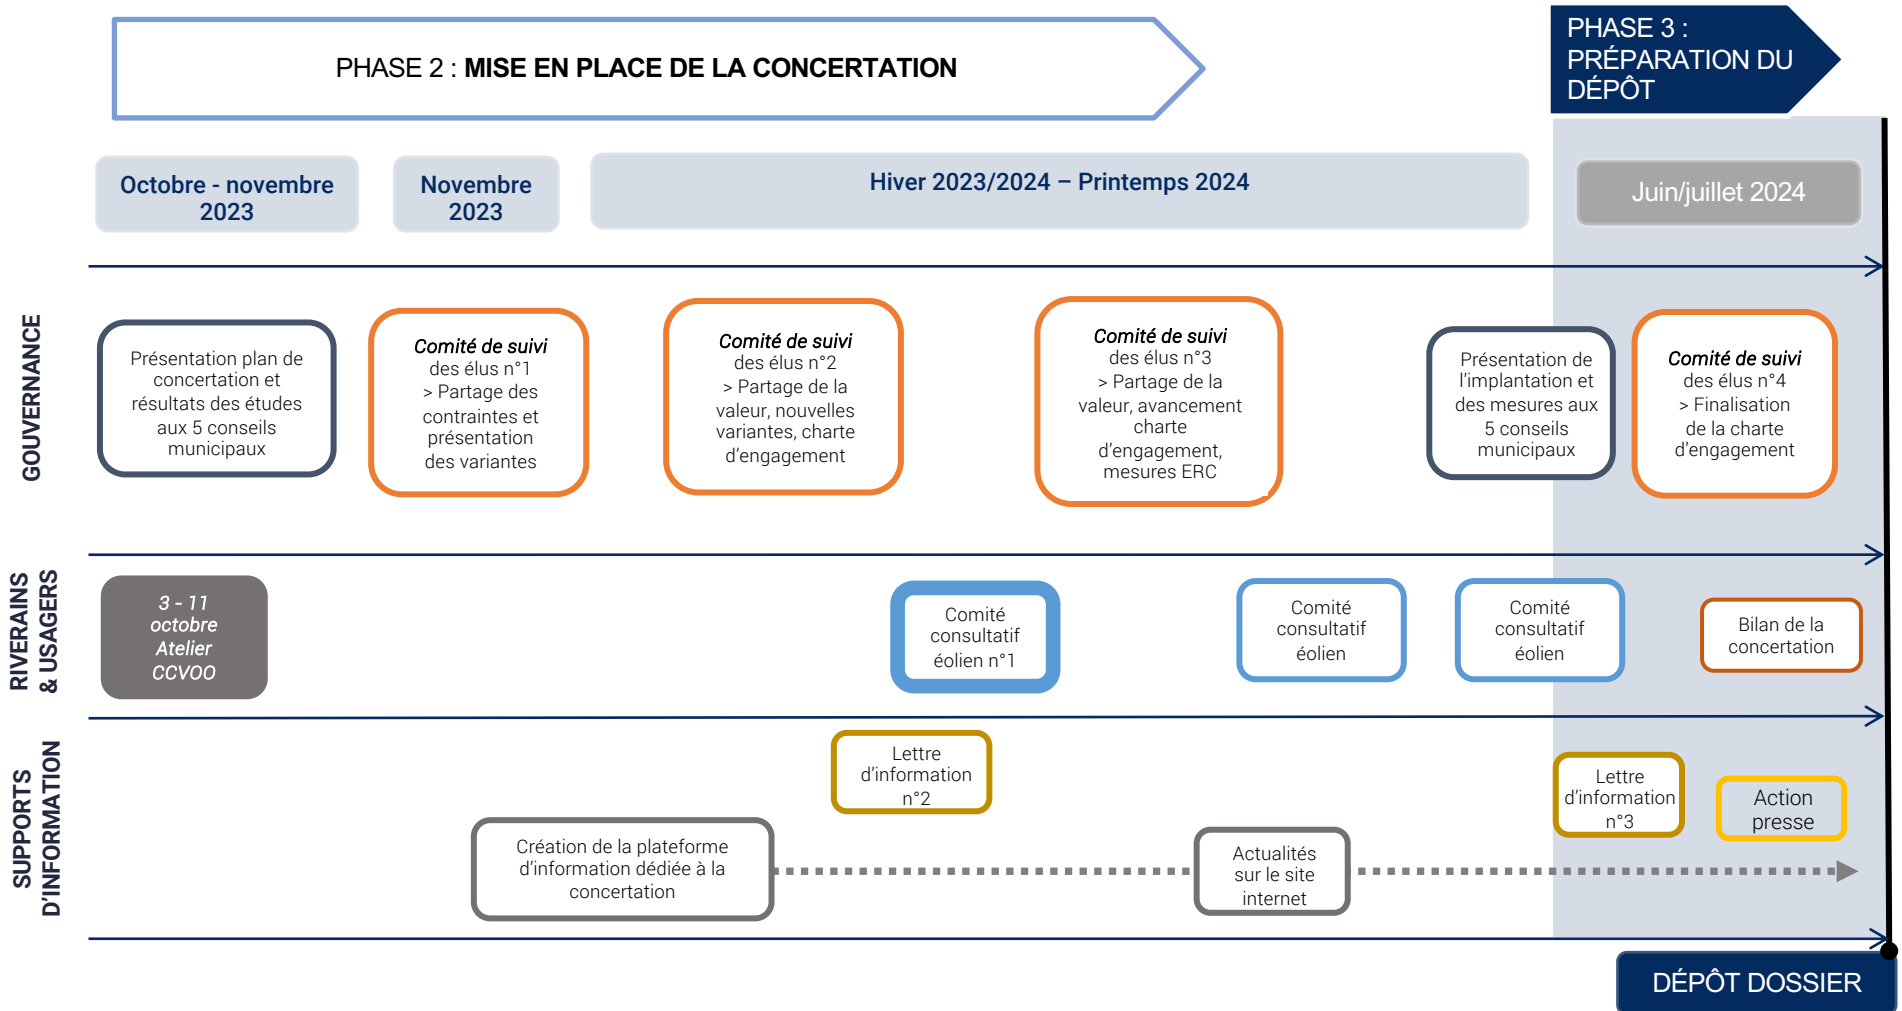 PHASE 2 : MISE EN PLACE DE LA CONCERTATION
PHASE 3 :
PRÉPARATION DU
DÉPÔT
Octobre - novembre
2023
Novembre
2023
Hiver 2023/2024 – Printemps 2024
Juin/juillet 2024
GOUVERNANCE
Présentation plan de
concertation et
résultats des études
aux 5 conseils
municipaux
Comité de suivi
des élus n°1
> Partage des
contraintes et
présentation
des variantes
Comité de suivi
des élus n°2
> Partage de la
valeur, nouvelles
variantes, charte
d'engagement
Comité de suivi
des élus n°3
> Partage de la
valeur, avancement
charte
d'engagement,
mesures ERC
Présentation de
l'implantation et
des mesures aux
5 conseils
municipaux
Comité de suivi
des élus n°4
> Finalisation
de la charte
d'engagement
RIVERAINS
& USAGERS
3 - 11
octobre
Atelier
CCVOO
Comité
consultatif
éolien n°1
Comité
consultatif
éolien
Comité
consultatif
éolien
Bilan de la
concertation
SUPPORTS
D'INFORMATION
Lettre
d'information
n°2
Lettre
d'information
n°3
Action
presse
Création de la plateforme
d'information dédiée à la
concertation
Actualités
sur le site
internet
DÉPÔT DOSSIER